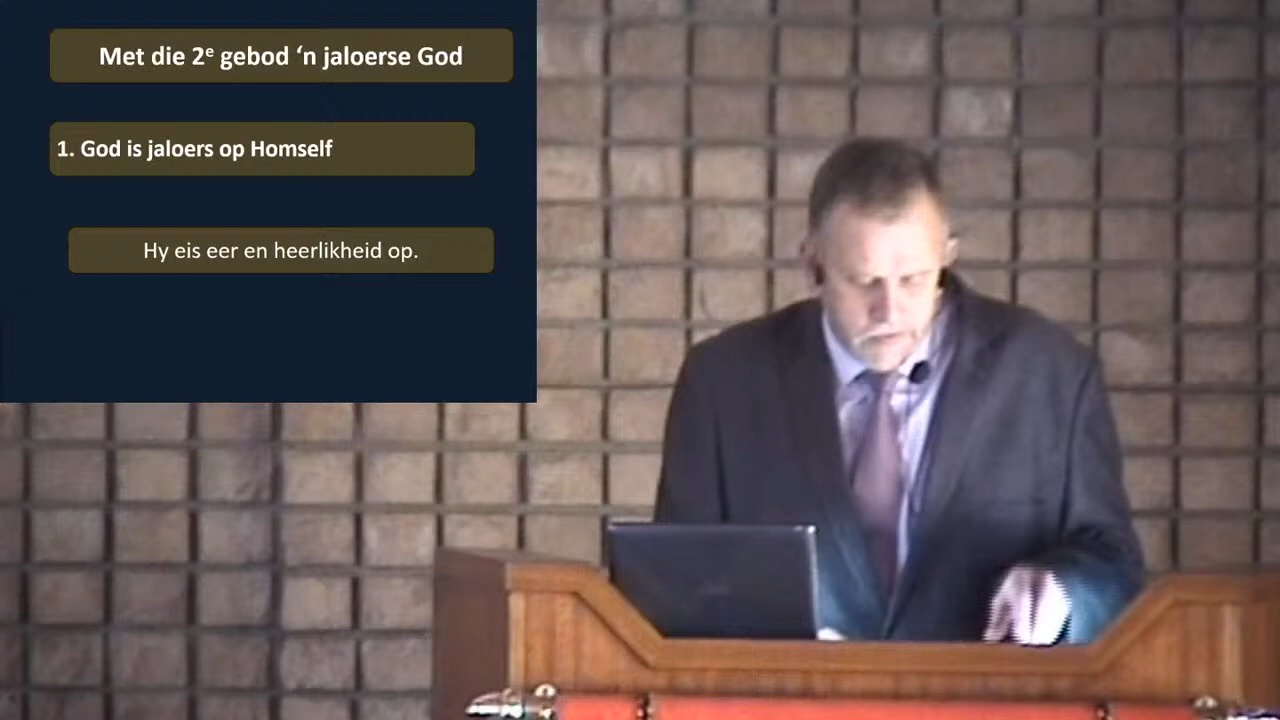 Met die 2e gebod ‘n jaloerse God
1. God is jaloers op Homself
Hy eis eer en heerlikheid op.